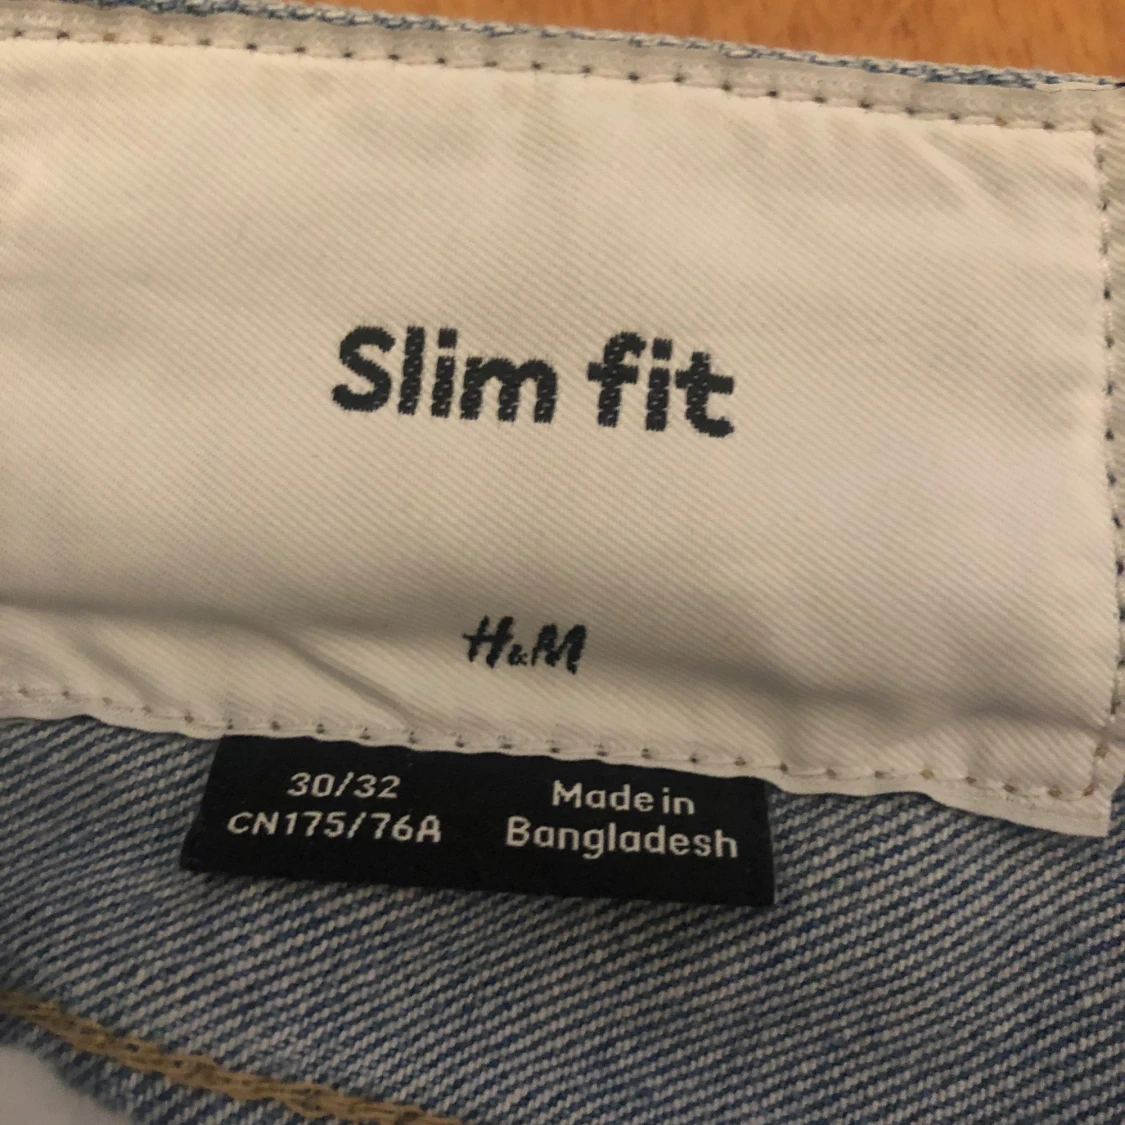 Slim fit
H&M
30/32
CN175/76A
Made in
Bangladesh